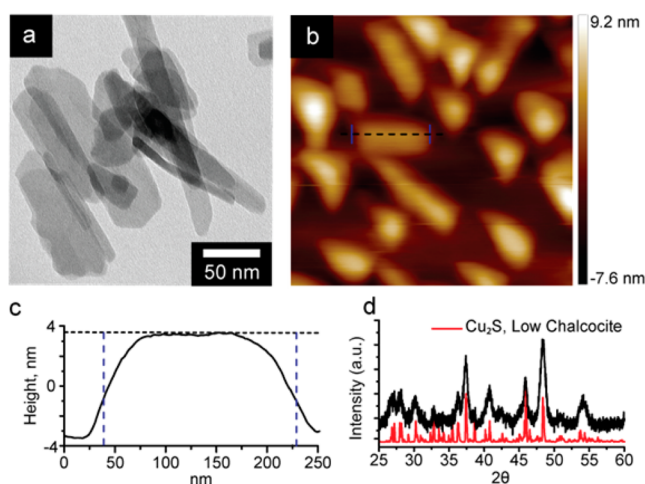 a
50 nm
b
9.2 nm
-7.6 nm
c
Height, nm
4
0
-4
0 50 100 150 200 250
nm
d
Intensity (a.u.)
Cu₂S, Low Chalcocite
25 30 35 40 45 50 55 60
2θ